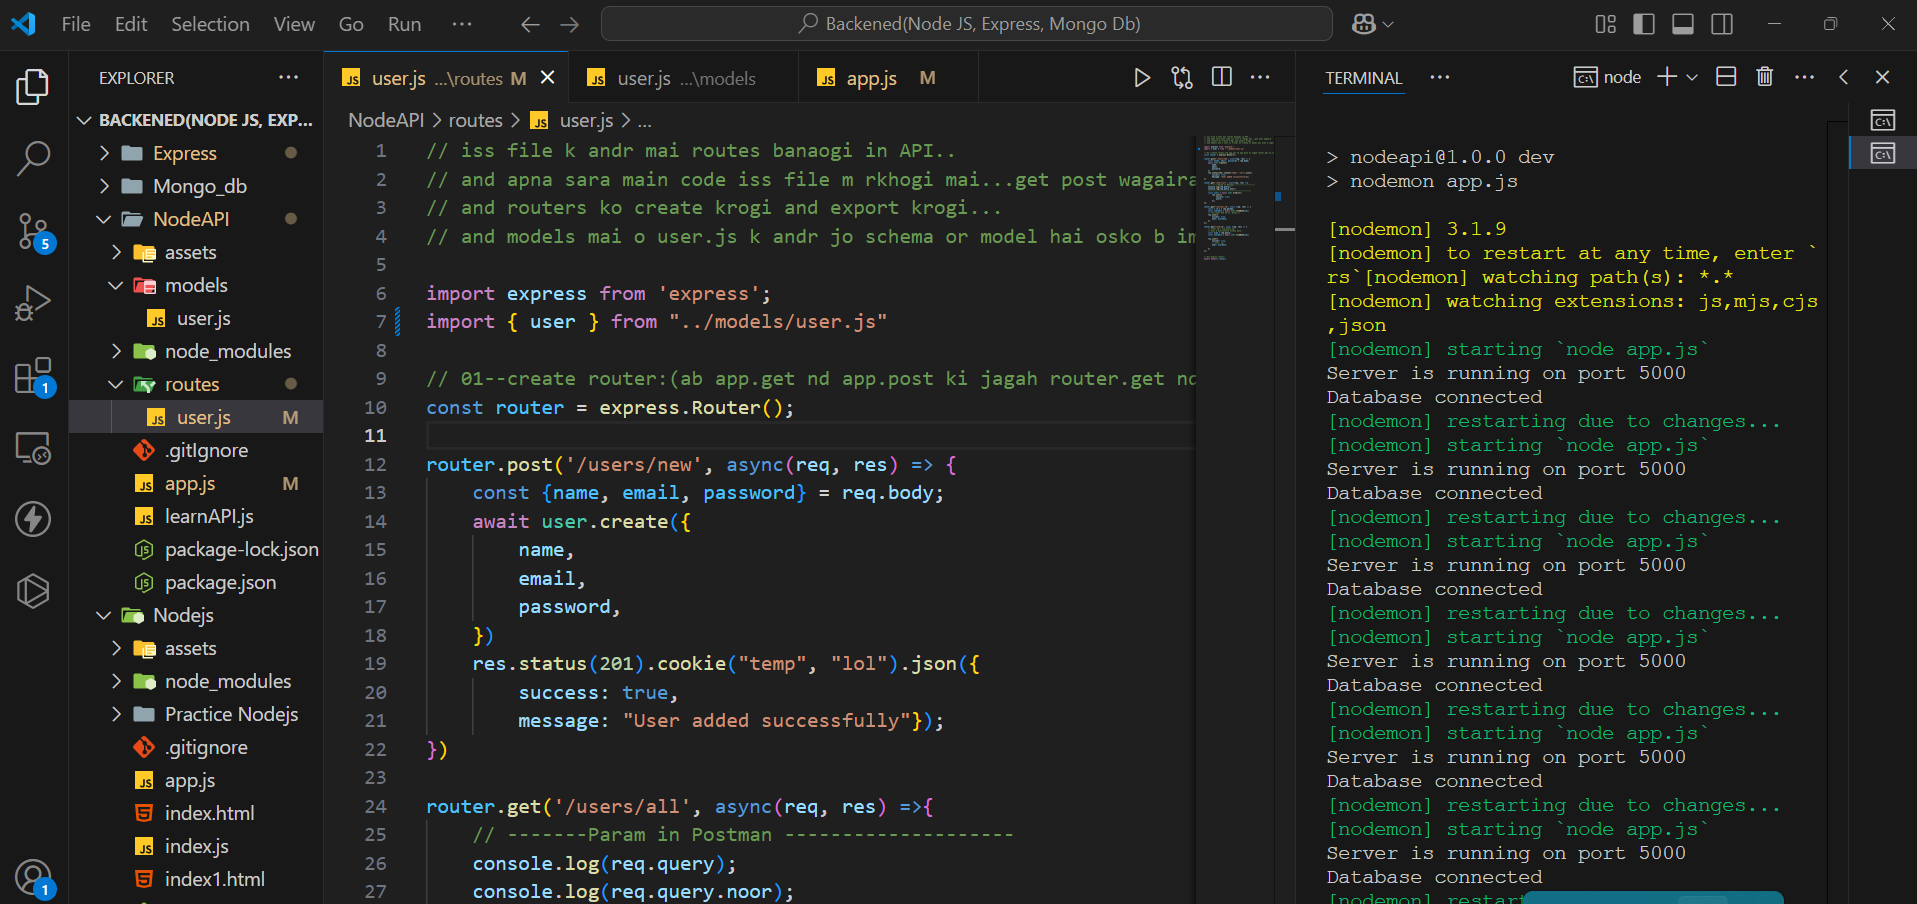 File Edit Selection View Go Run ··· Backened(Node JS, Express, Mongo Db)
EXPLORER
BACKENED(NODE JS, EXP...
Express
Mongo_db
NodeAPI
assets
models
user.js
node_modules
routes
user.js M
.gitIgnore
app.js M
learnAPI.js
package-lock.json
package.json
Nodejs
assets
node_modules
Practice Nodejs
.gitignore
app.js
index.html
index.js
index1.html
5
1
1
user.js ...\routes M
user.js ...\models
app.js M
NodeAPI > routes > user.js > ...
1 // iss file k andr mai routes banaogi in API..
2 // and apna sara main code iss file m rkhogi mai...get post wagaira
3 // and routers ko create krogi and export krogi...
4 // and models mai o user.js k andr jo schema or model hai osko b im
5
6 import express from 'express';
7 import { user } from "../models/user.js"
8
9 // 01--create router:(ab app.get nd app.post ki jagah router.get nd
10 const router = express.Router();
11
12 router.post('/users/new', async(req, res) => {
13 const {name, email, password} = req.body;
14 await user.create({
15 name,
16 email,
17 password,
18 })
19 res.status(201).cookie("temp", "lol").json({
20 success: true,
21 message: "User added successfully"});
22 })
23
24 router.get('/users/all', async(req, res) =>{
25 // -------Param in Postman --------------------
26 console.log(req.query);
27 console.log(req.query.noor);
TERMINAL
node
> nodeapi@1.0.0 dev
> nodemon app.js
[nodemon] 3.1.9
[nodemon] to restart at any time, enter `
rs`[nodemon] watching path(s): *.*
[nodemon] watching extensions: js,mjs,cjs
,json
[nodemon] starting `node app.js`
Server is running on port 5000
Database connected
[nodemon] restarting due to changes...
[nodemon] starting `node app.js`
Server is running on port 5000
Database connected
[nodemon] restarting due to changes...
[nodemon] starting `node app.js`
Server is running on port 5000
Database connected
[nodemon] restarting due to changes...
[nodemon] starting `node app.js`
Server is running on port 5000
Database connected
[nodemon] restarting due to changes...
[nodemon] starting `node app.js`
Server is running on port 5000
Database connected
[nodemon] restarting due to changes...
[nodemon] starting `node app.js`
Server is running on port 5000
Database connected
[nodemon] restart